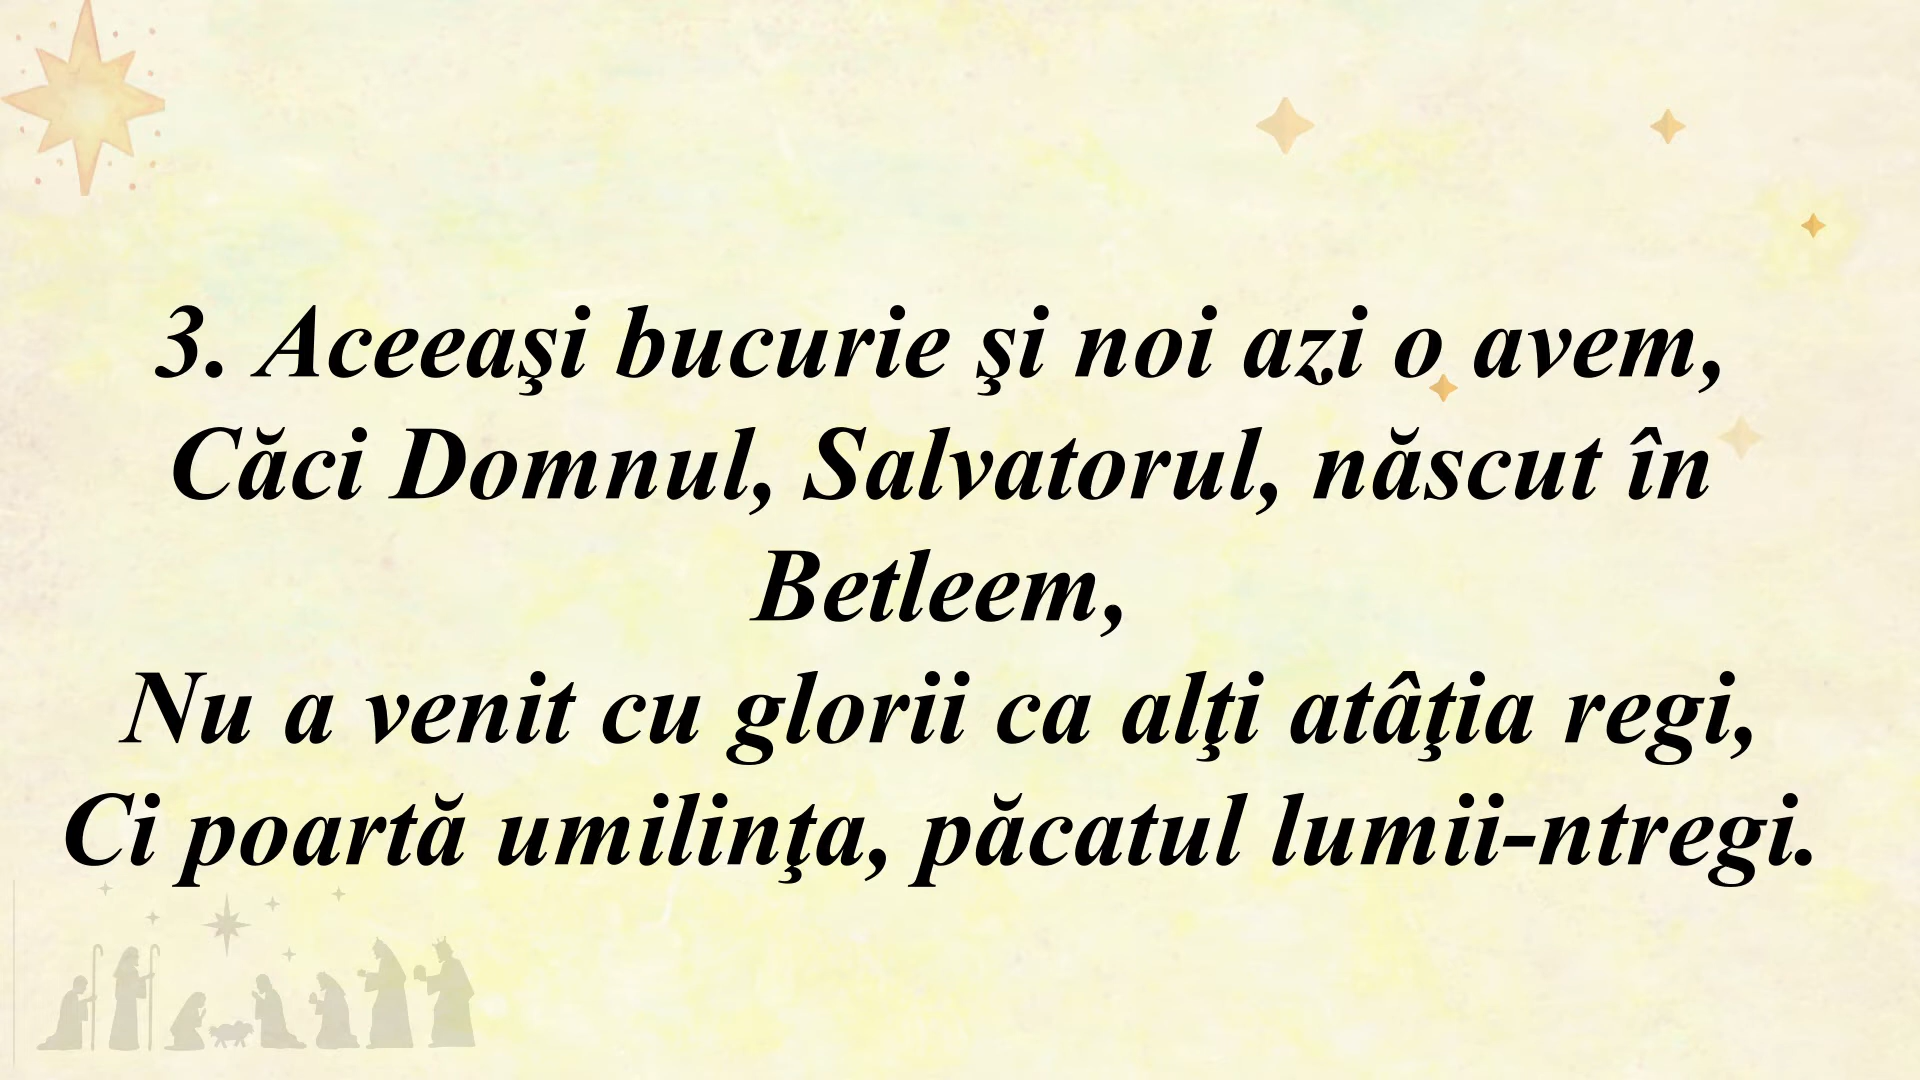 3. Aceeaşi bucurie şi noi azi o avem,
Căci Domnul, Salvatorul, născut în
Betleem,
Nu a venit cu glorii ca alţi atâţia regi,
Ci poartă umilinţa, păcatul lumii-ntregi.